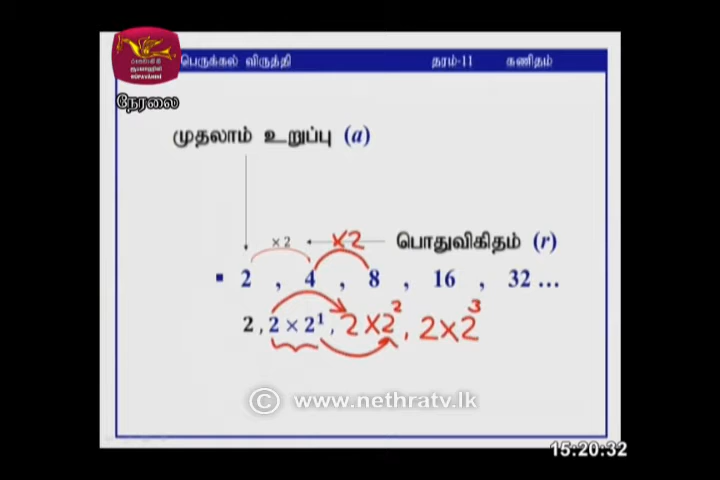 பெருக்கல் விருத்தி தரம்-11 கணிதம்
நேரலை
முதலாம் உறுப்பு (a)
×2 ×2 பொதுவிகிதம் (r)
▪ 2 , 4 , 8 , 16 , 32 ...
2 , 2 × 2¹ , 2 × 2² , 2 × 2³
© www.nethratv.lk
15:20:32